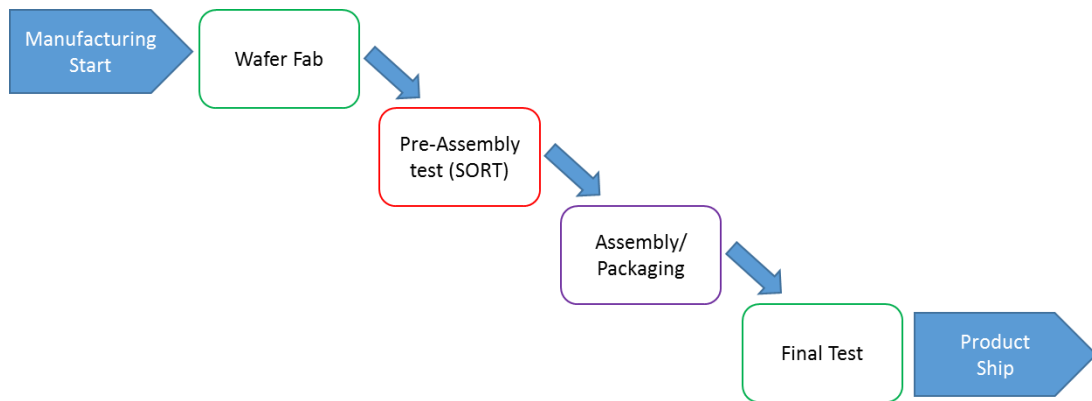 Manufacturing
Start
Wafer Fab
Pre-Assembly
test (SORT)
Assembly/
Packaging
Final Test
Product
Ship